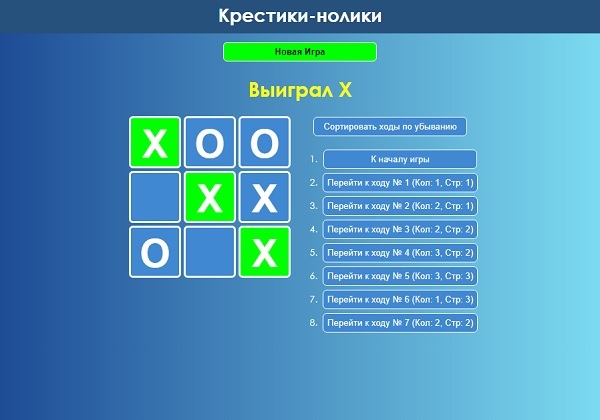 Крестики-нолики
Новая Игра
Выиграл X
X O O
X X
O X
Сортировать ходы по убыванию
1. К началу игры
2. Перейти к ходу № 1 (Кол: 1, Стр: 1)
3. Перейти к ходу № 2 (Кол: 2, Стр: 1)
4. Перейти к ходу № 3 (Кол: 2, Стр: 2)
5. Перейти к ходу № 4 (Кол: 3, Стр: 2)
6. Перейти к ходу № 5 (Кол: 3, Стр: 3)
7. Перейти к ходу № 6 (Кол: 1, Стр: 3)
8. Перейти к ходу № 7 (Кол: 2, Стр: 2)